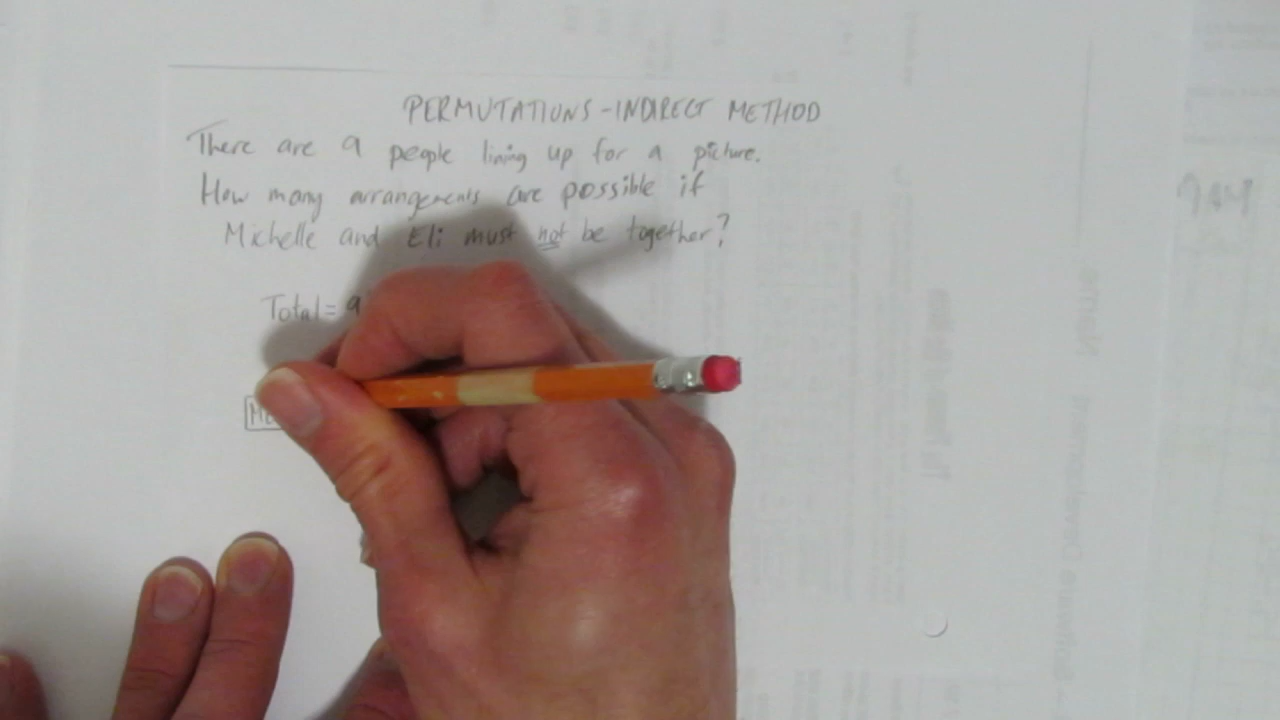 PERMUTATIONS - INDIRECT METHOD
There are 9 people lining up for a picture.
How many arrangements are possible if
Michelle and Eli must not be together?
Total = 9
ME